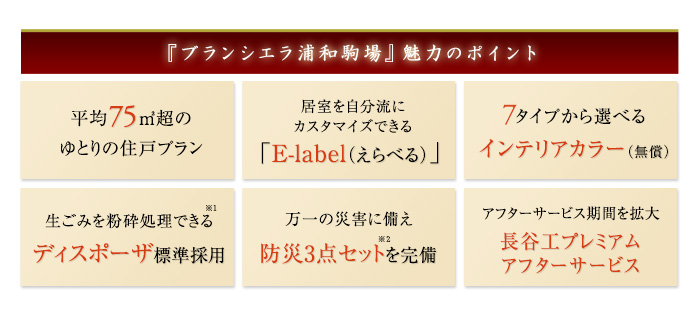 『ブランシエラ浦和駒場』魅力のポイント
平均75㎡超の
ゆとりの住戸プラン
居室を自分流に
カスタマイズできる
「E-label(えらべる)」
7タイプから選べる
インテリアカラー(無償)
生ごみを粉砕処理できる※1
ディスポーザ標準採用
万一の災害に備え
防災3点セット※2を完備
アフターサービス期間を拡大
長谷工プレミアム
アフターサービス